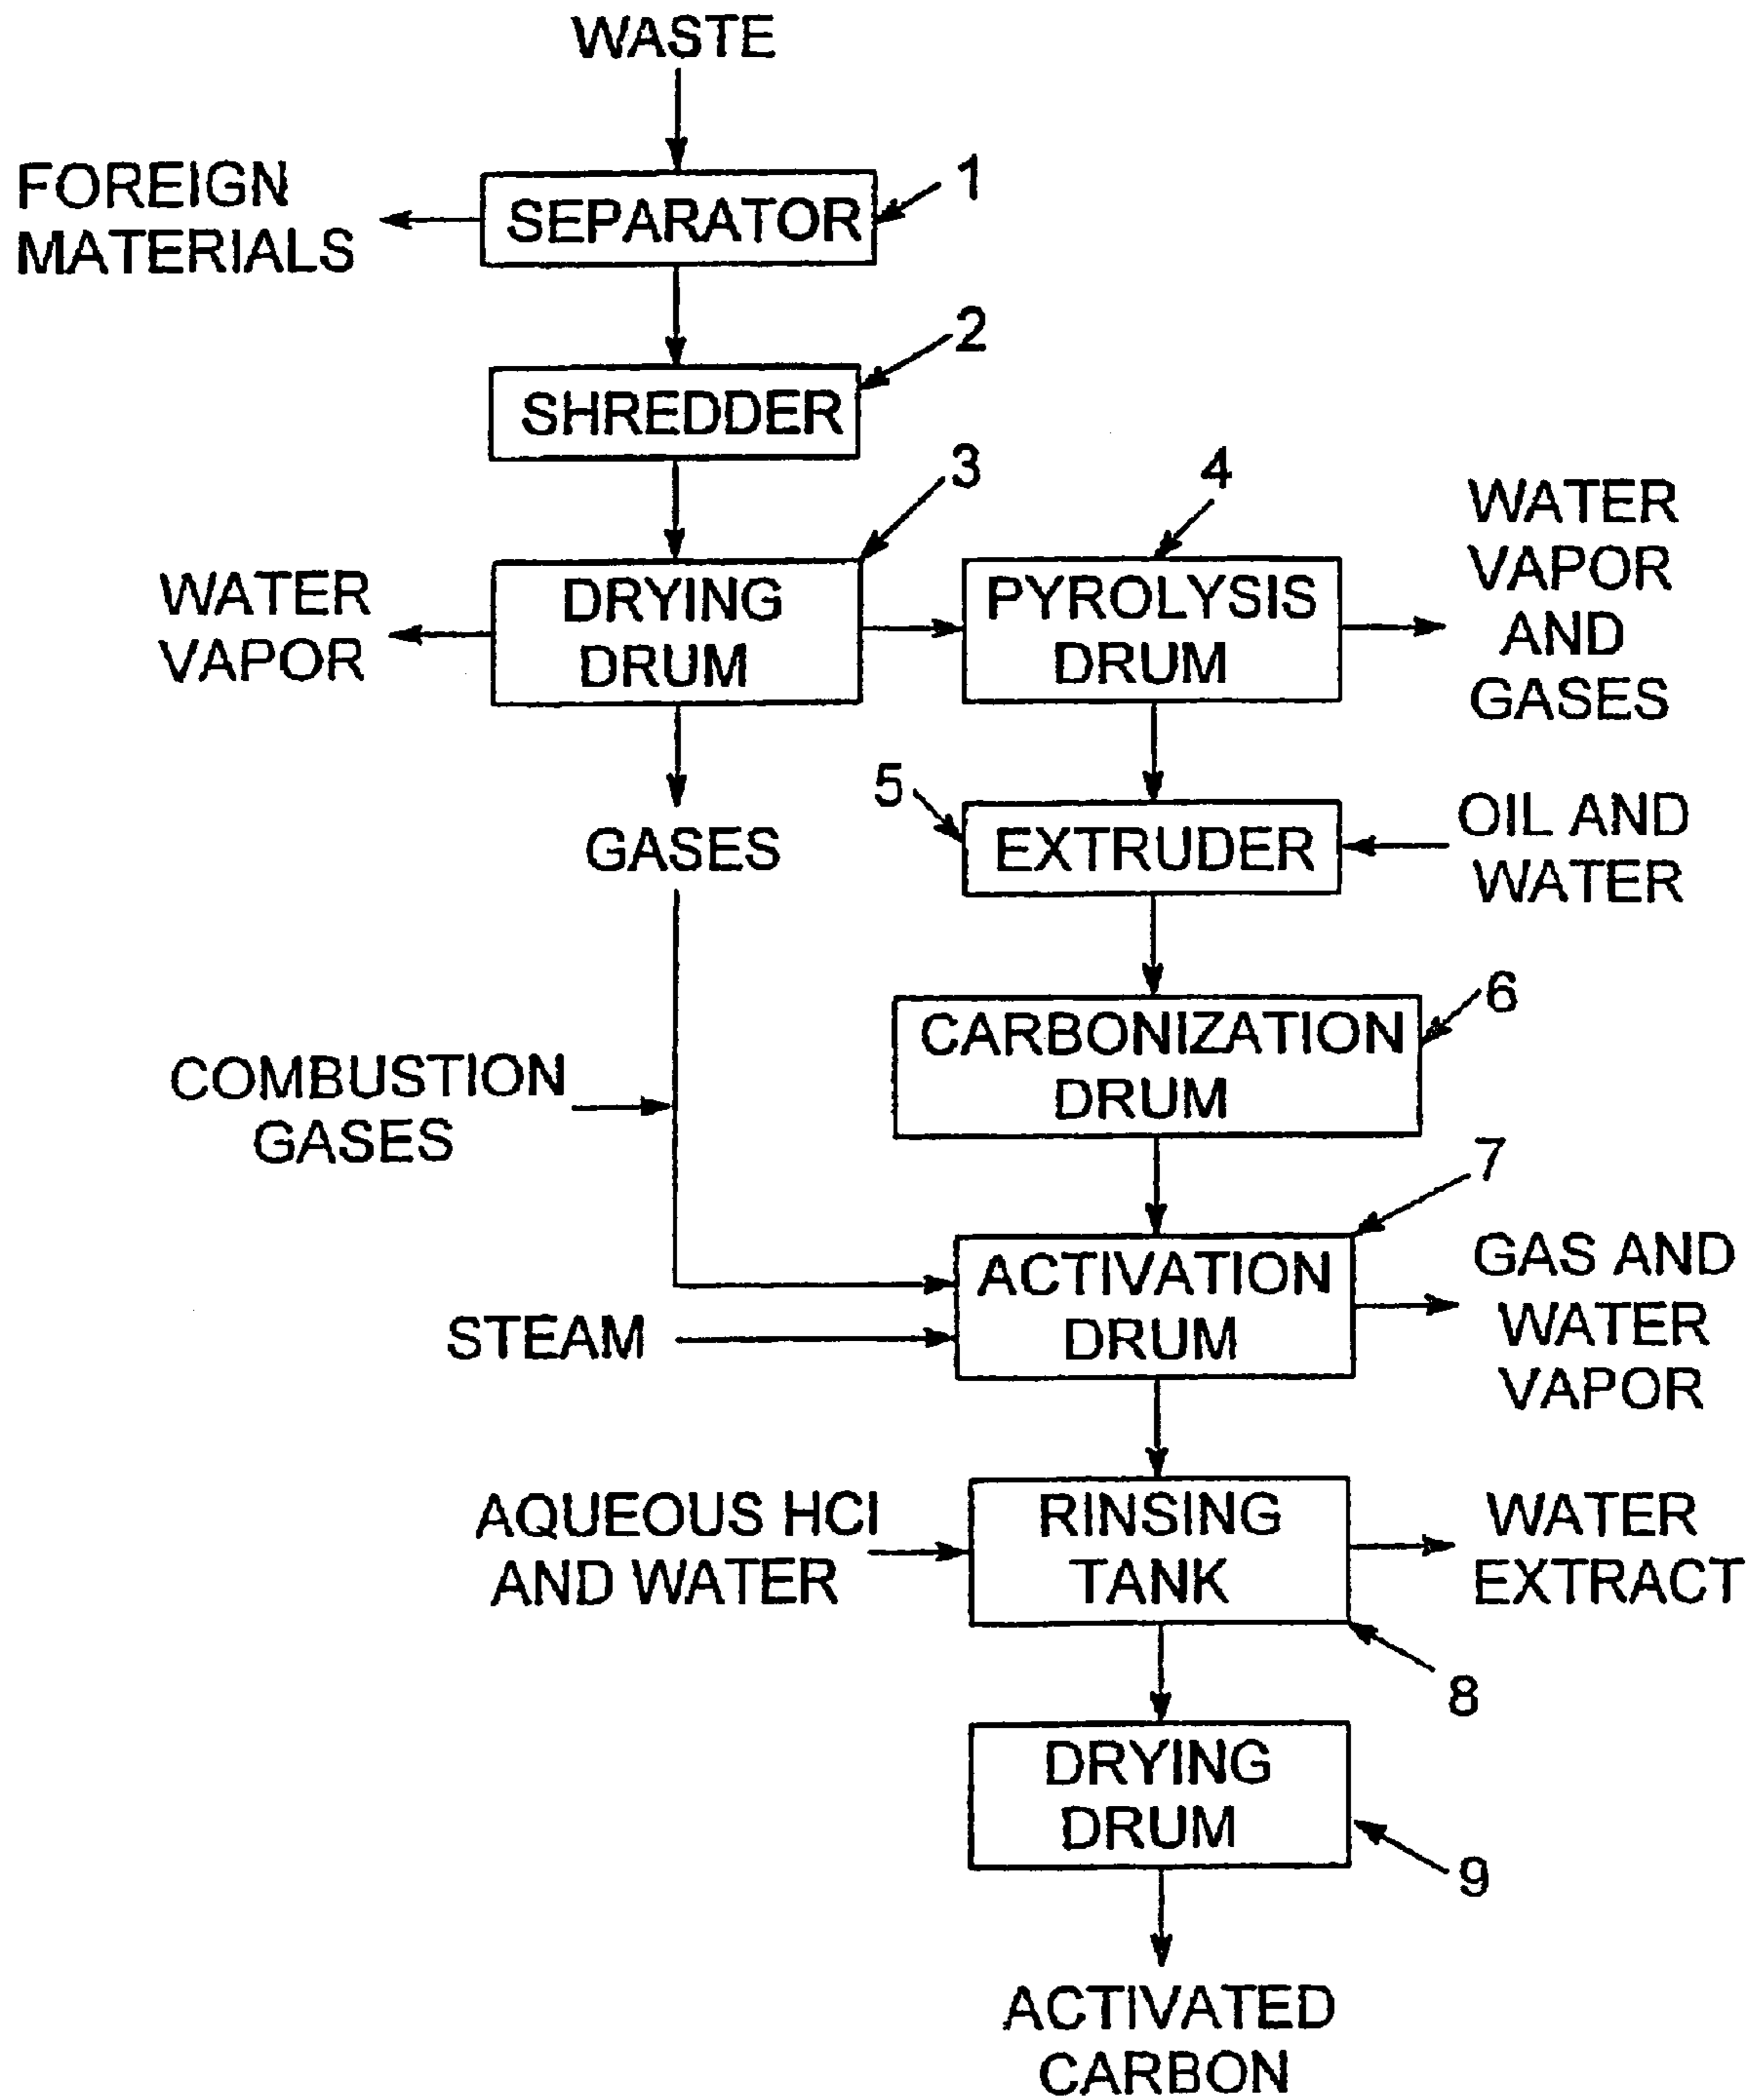 WASTE
FOREIGN
MATERIALS
SEPARATOR
1
SHREDDER
2
3
4
WATER
VAPOR
DRYING
DRUM
PYROLYSIS
DRUM
WATER
VAPOR
AND
GASES
GASES
5
EXTRUDER
OIL AND
WATER
CARBONIZATION
DRUM
6
COMBUSTION
GASES
7
STEAM
ACTIVATION
DRUM
GAS AND
WATER
VAPOR
AQUEOUS HCl
AND WATER
RINSING
TANK
WATER
EXTRACT
8
DRYING
DRUM
9
ACTIVATED
CARBON